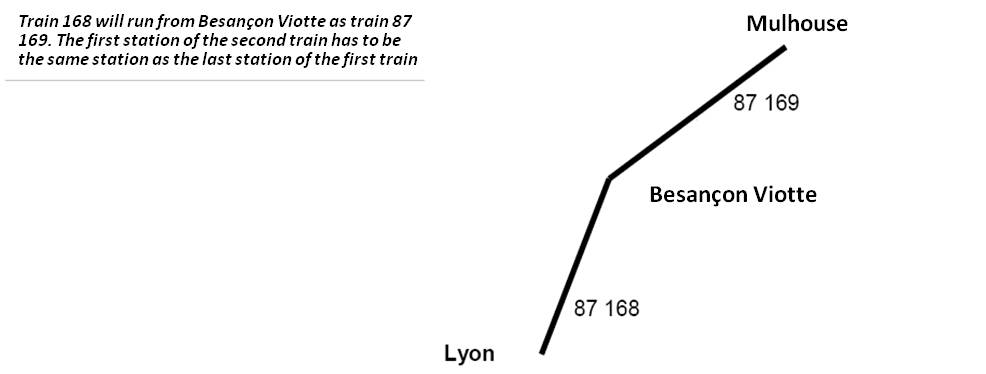 Train 168 will run from Besançon Viotte as train 87
169. The first station of the second train has to be
the same station as the last station of the first train
Mulhouse
87 169
Besançon Viotte
87 168
Lyon